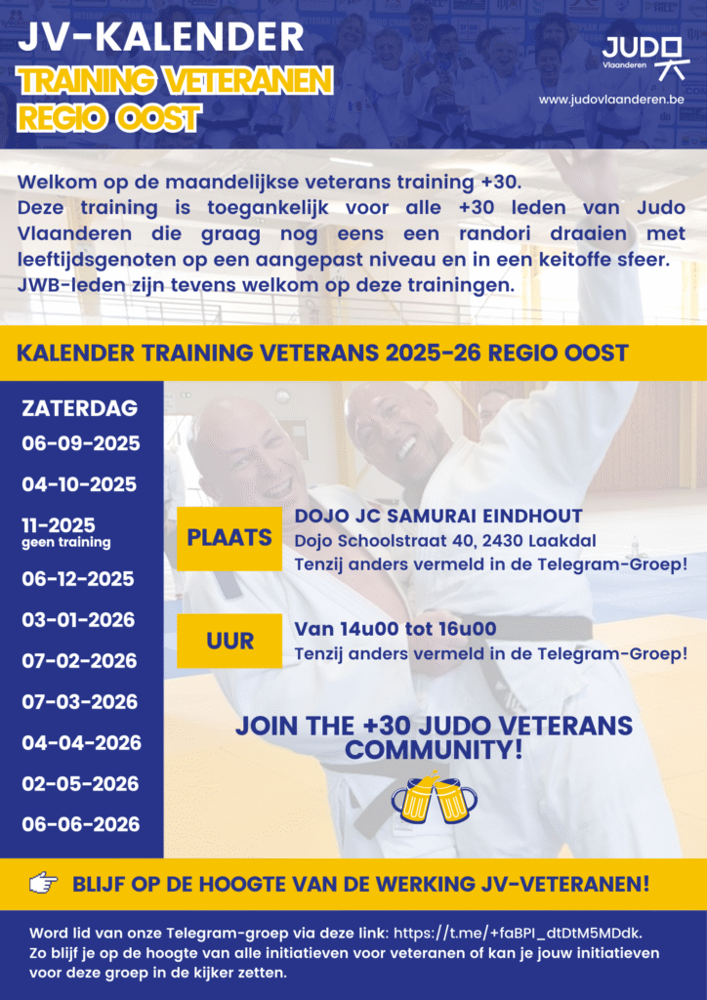 JV-KALENDER
TRAINING VETERANEN
REGIO OOST
JUDO
Vlaanderen
www.judovlaanderen.be
Welkom op de maandelijkse veterans training +30.
Deze training is toegankelijk voor alle +30 leden van Judo
Vlaanderen die graag nog eens een randori draaien met
leeftijdsgenoten op een aangepast niveau en in een keitoffe sfeer.
JWB-leden zijn tevens welkom op deze trainingen.
KALENDER TRAINING VETERANS 2025-26 REGIO OOST
ZATERDAG
06-09-2025
04-10-2025
11-2025
geen training
06-12-2025
03-01-2026
07-02-2026
07-03-2026
04-04-2026
02-05-2026
06-06-2026
PLAATS
DOJO JC SAMURAI EINDHOUT
Dojo Schoolstraat 40, 2430 Laakdal
Tenzij anders vermeld in de Telegram-Groep!
UUR
Van 14u00 tot 16u00
Tenzij anders vermeld in de Telegram-Groep!
JOIN THE +30 JUDO VETERANS
COMMUNITY!
BLIJF OP DE HOOGTE VAN DE WERKING JV-VETERANEN!
Word lid van onze Telegram-groep via deze link: https://t.me/+faBPI_dtDtM5MDdk.
Zo blijf je op de hoogte van alle initiatieven voor veteranen of kan je jouw initiatieven
voor deze groep in de kijker zetten.